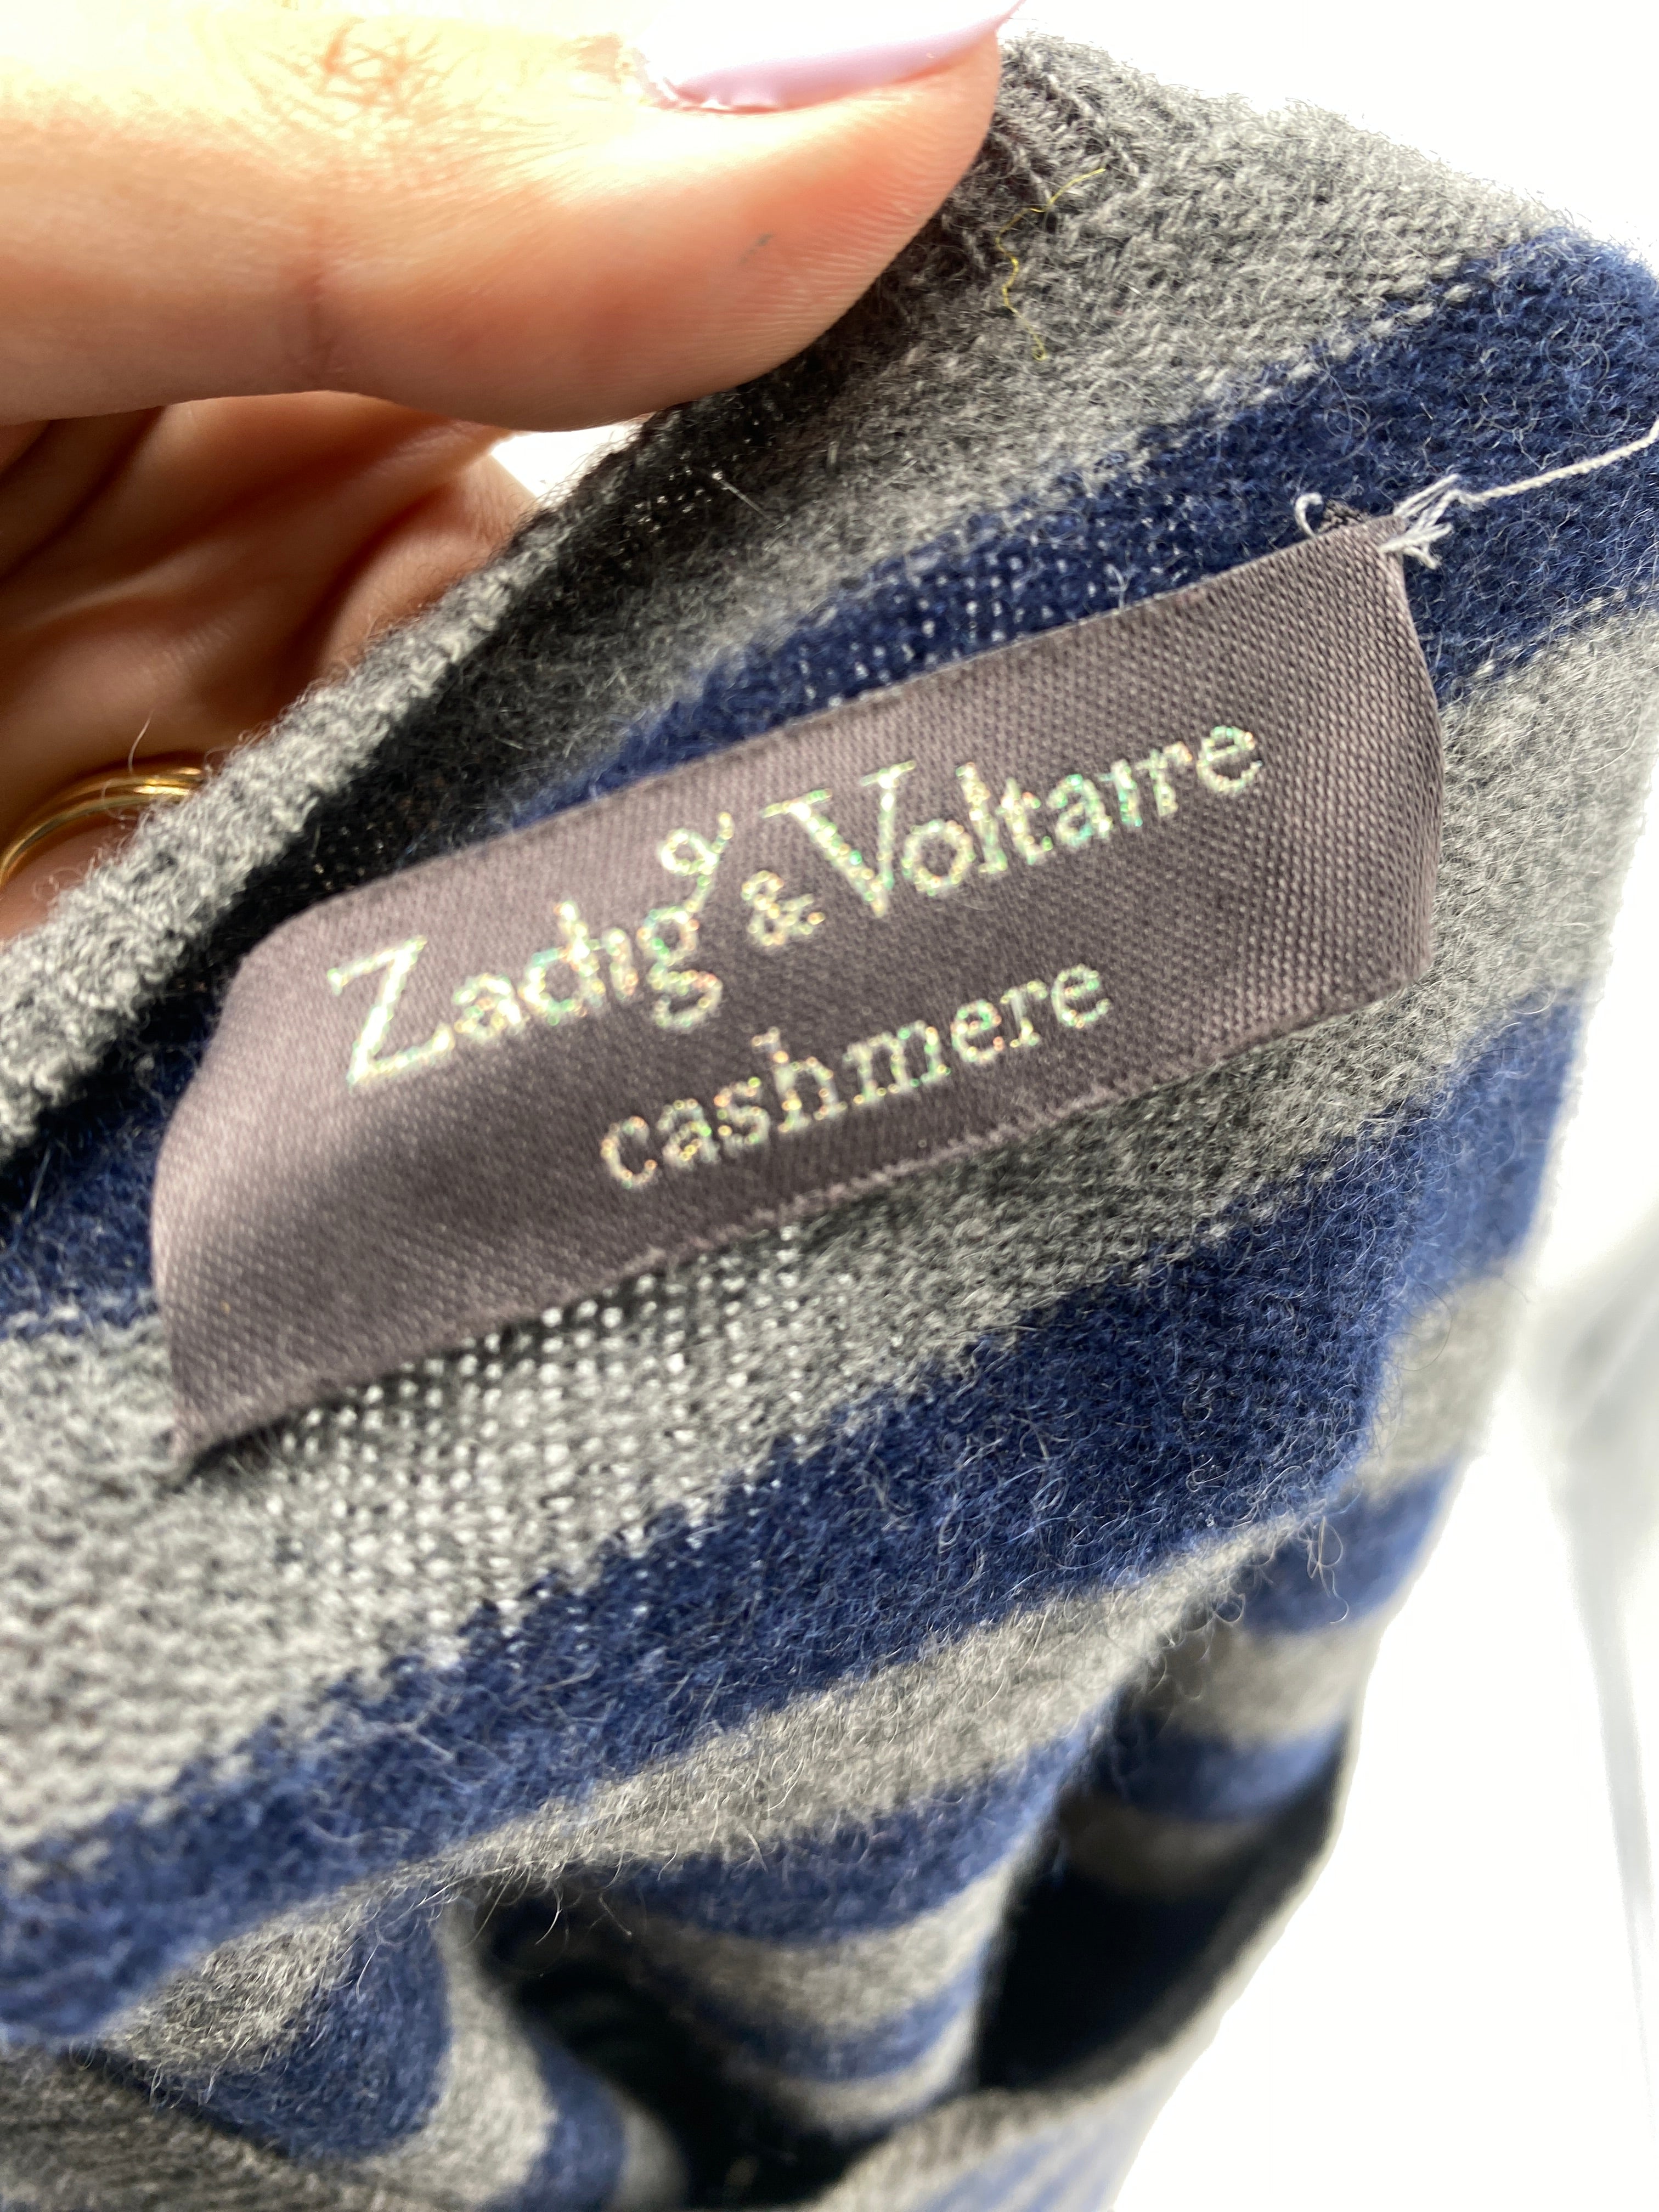 Zadig & Voltaire
cashmere